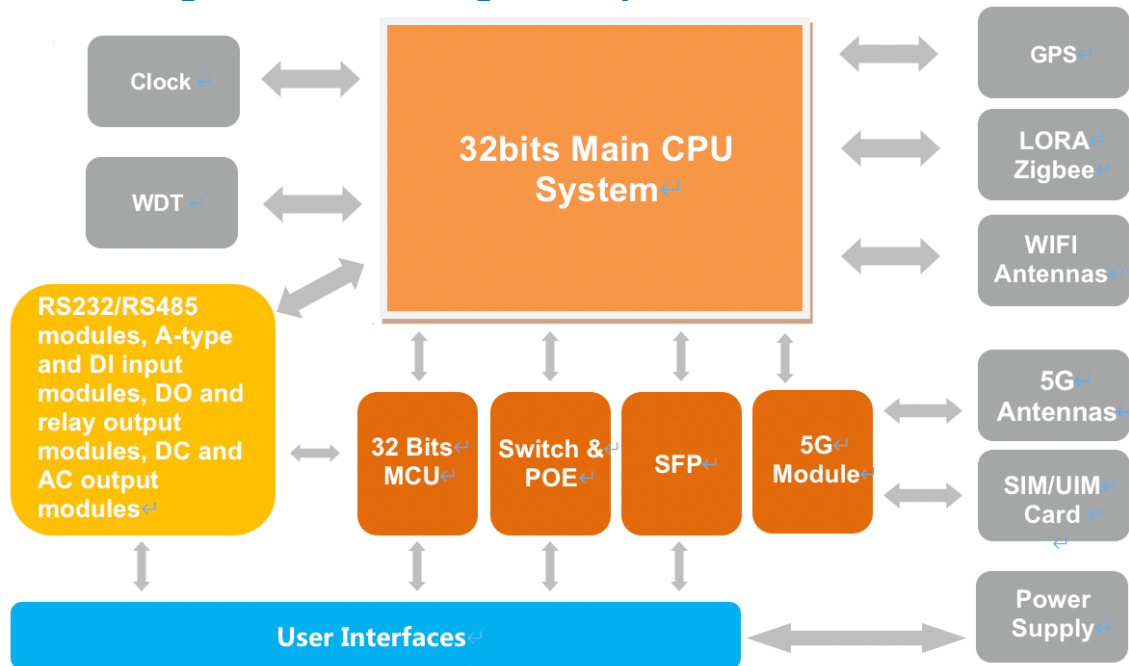 Clock
GPS
32bits Main CPU
System
LORA
Zigbee
WDT
WIFI
Antennas
RS232/RS485
modules, A-type
and DI input
modules, DO and
relay output
modules, DC and
AC output
modules
32 Bits
MCU
Switch &
POE
SFP
5G
Module
5G
Antennas
SIM/UIM
Card
User Interfaces
Power
Supply